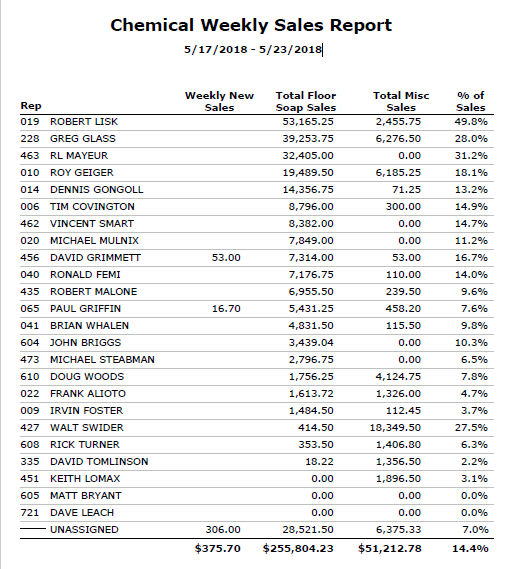 Chemical Weekly Sales Report
5/17/2018 - 5/23/2018
Rep Weekly New Sales Total Floor Soap Sales Total Misc Sales % of Sales
019 ROBERT LISK 53,165.25 2,455.75 49.8%
228 GREG GLASS 39,253.75 6,276.50 28.0%
463 RL MAYEUR 32,405.00 0.00 31.2%
010 ROY GEIGER 19,489.50 6,185.25 18.1%
014 DENNIS GONGOLL 14,356.75 71.25 13.2%
006 TIM COVINGTON 8,796.00 300.00 14.9%
462 VINCENT SMART 8,382.00 0.00 14.7%
020 MICHAEL MULNIX 7,849.00 0.00 11.2%
456 DAVID GRIMMETT 53.00 7,314.00 53.00 16.7%
040 RONALD FEMI 7,176.75 110.00 14.0%
435 ROBERT MALONE 6,955.50 239.50 9.6%
065 PAUL GRIFFIN 16.70 5,431.25 458.20 7.6%
041 BRIAN WHALEN 4,831.50 115.50 9.8%
604 JOHN BRIGGS 3,439.04 0.00 10.3%
473 MICHAEL STEABMAN 2,796.75 0.00 6.5%
610 DOUG WOODS 1,756.25 4,124.75 7.8%
022 FRANK ALIOTO 1,613.72 1,326.00 4.7%
009 IRVIN FOSTER 1,484.50 112.45 3.7%
427 WALT SWIDER 414.50 18,349.50 27.5%
608 RICK TURNER 353.50 1,406.80 6.3%
335 DAVID TOMLINSON 18.22 1,356.50 2.2%
451 KEITH LOMAX 0.00 1,896.50 3.1%
605 MATT BRYANT 0.00 0.00 0.0%
721 DAVE LEACH 0.00 0.00 0.0%
UNASSIGNED 306.00 28,521.50 6,375.33 7.0%
$375.70 $255,804.23 $51,212.78 14.4%